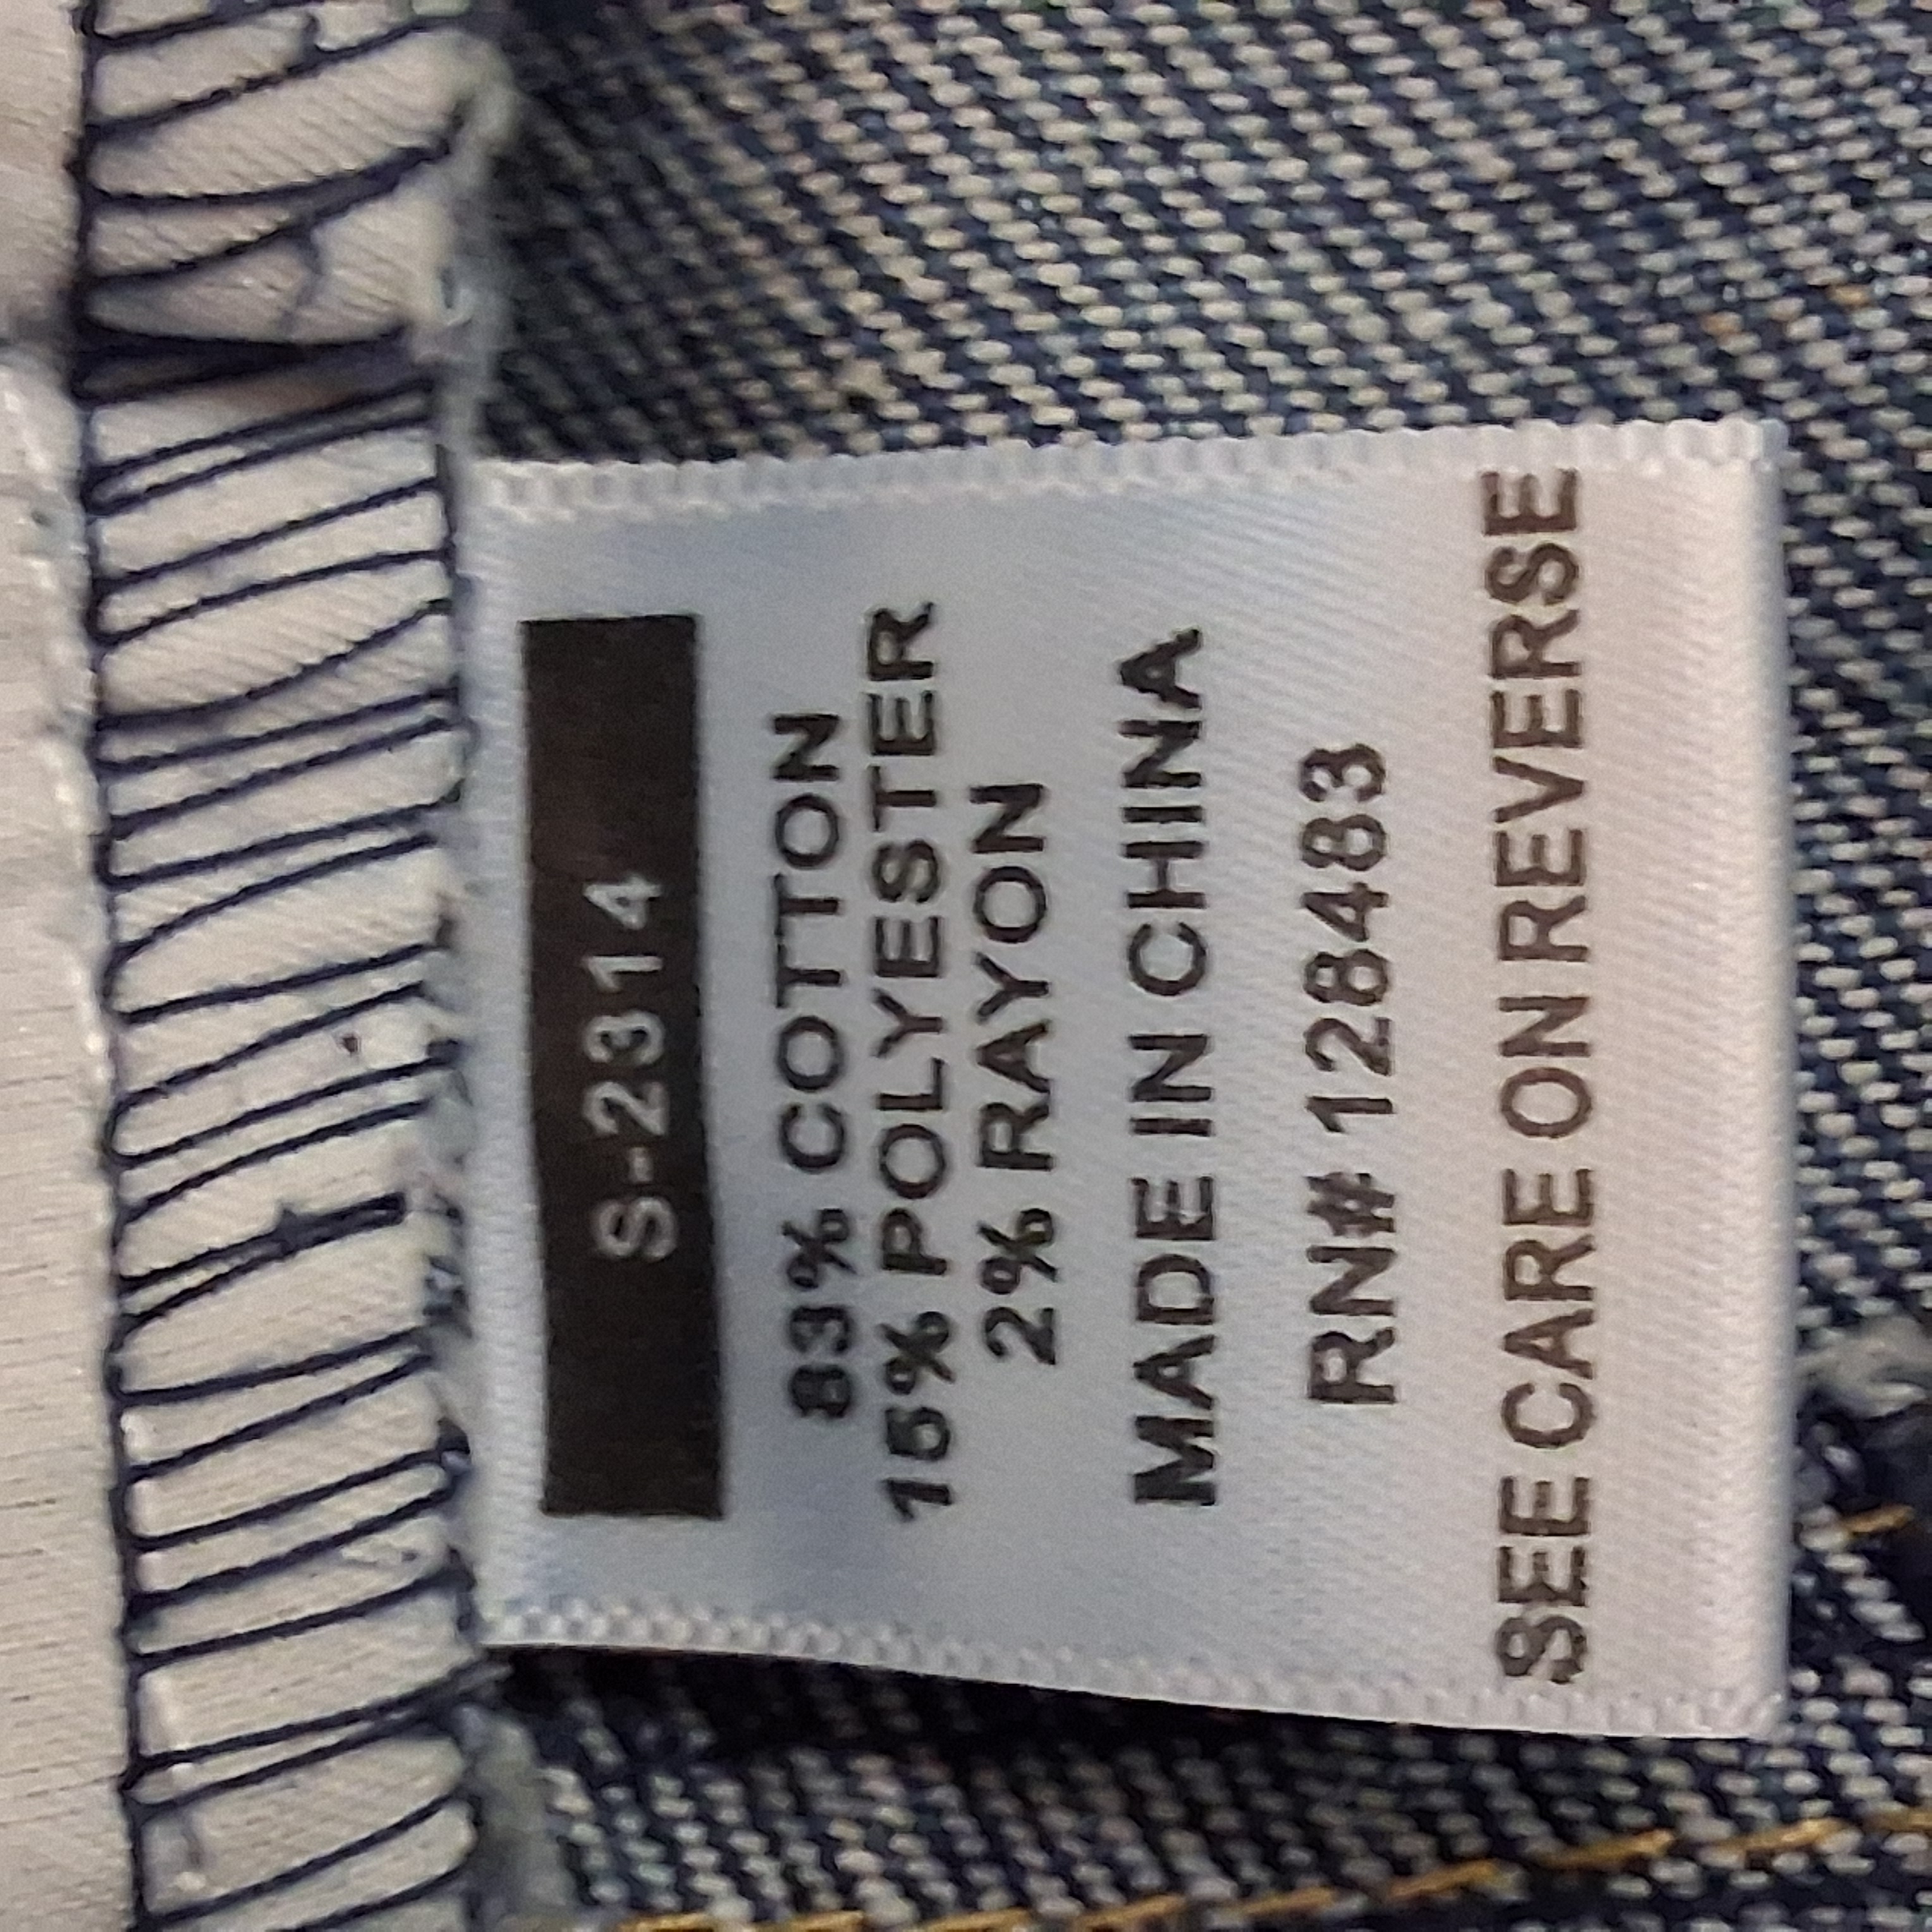 S-2314
83% COTTON
15% POLYESTER
2% RAYON
MADE IN CHINA
RN# 128483
SEE CARE ON REVERSE